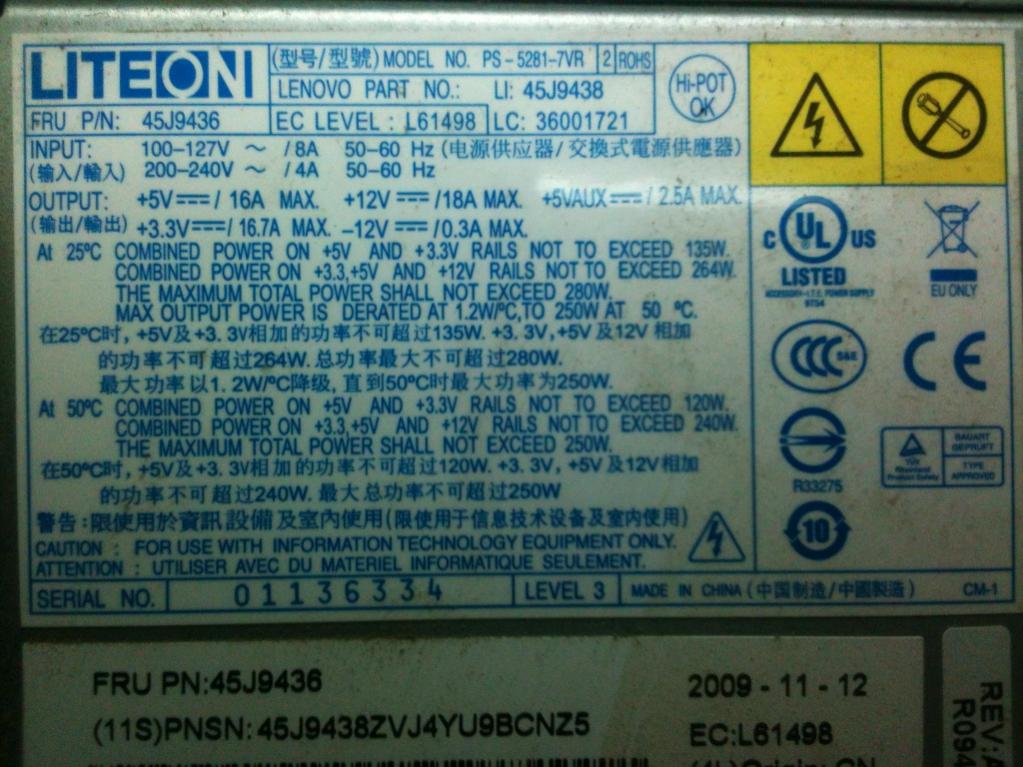 LITEON
(型号/型號) MODEL NO. PS-5281-7VR 2 ROHS
LENOVO PART NO.: LI: 45J9438
FRU P/N: 45J9436 EC LEVEL : L61498 LC: 36001721
Hi-POT OK
INPUT: 100-127V ~ /8A 50-60 Hz (电源供应器/交換式電源供應器)
(输入/輸入) 200-240V ~ /4A 50-60 Hz
OUTPUT: +5V⎓/ 16A MAX. +12V ⎓/18A MAX. +5VAUX⎓/ 2.5A MAX.
(输出/輸出) +3.3V⎓/ 16.7A MAX. -12V ⎓/0.3A MAX.
At 25ºC COMBINED POWER ON +5V AND +3.3V RAILS NOT TO EXCEED 135W.
COMBINED POWER ON +3.3,+5V AND +12V RAILS NOT TO EXCEED 264W.
THE MAXIMUM TOTAL POWER SHALL NOT EXCEED 280W.
MAX OUTPUT POWER IS DERATED AT 1.2W/ºC,TO 250W AT 50 ºC.
在25ºC时, +5V及+3.3V相加的功率不可超过135W. +3.3V,+5V及12V相加
的功率不可超过264W. 总功率最大不可超过280W.
最大功率以1.2W/ºC降级, 直到50ºC时最大功率为250W.
At 50ºC COMBINED POWER ON +5V AND +3.3V RAILS NOT TO EXCEED 120W.
COMBINED POWER ON +3.3,+5V AND +12V RAILS NOT TO EXCEED 240W.
THE MAXIMUM TOTAL POWER SHALL NOT EXCEED 250W.
在50ºC时, +5V及+3.3V相加的功率不可超过120W. +3.3V, +5V及12V相加
的功率不可超过240W. 最大总功率不可超过250W
警告:限使用於資訊設備及室內使用(限使用于信息技术设备及室内使用)
CAUTION : FOR USE WITH INFORMATION TECHNOLOGY EQUIPMENT ONLY.
ATTENTION : UTILISER AVEC DU MATERIEL INFORMATIQUE SEULEMENT.
SERIAL NO. 01136334 LEVEL 3 MADE IN CHINA (中国制造/中國製造) CM-1
C UL US
LISTED
ACCESSORY-I.T.E. POWER SUPPLY
EU ONLY
CCC S&E
CE
R33275
TÜV
Rheinland
Product Safety
BAUART
GEPRÜFT
TYPE
APPROVED
10
FRU PN:45J9436
2009 - 11 - 12
(11S)PNSN: 45J9438ZVJ4YU9BCNZ5
EC:L61498